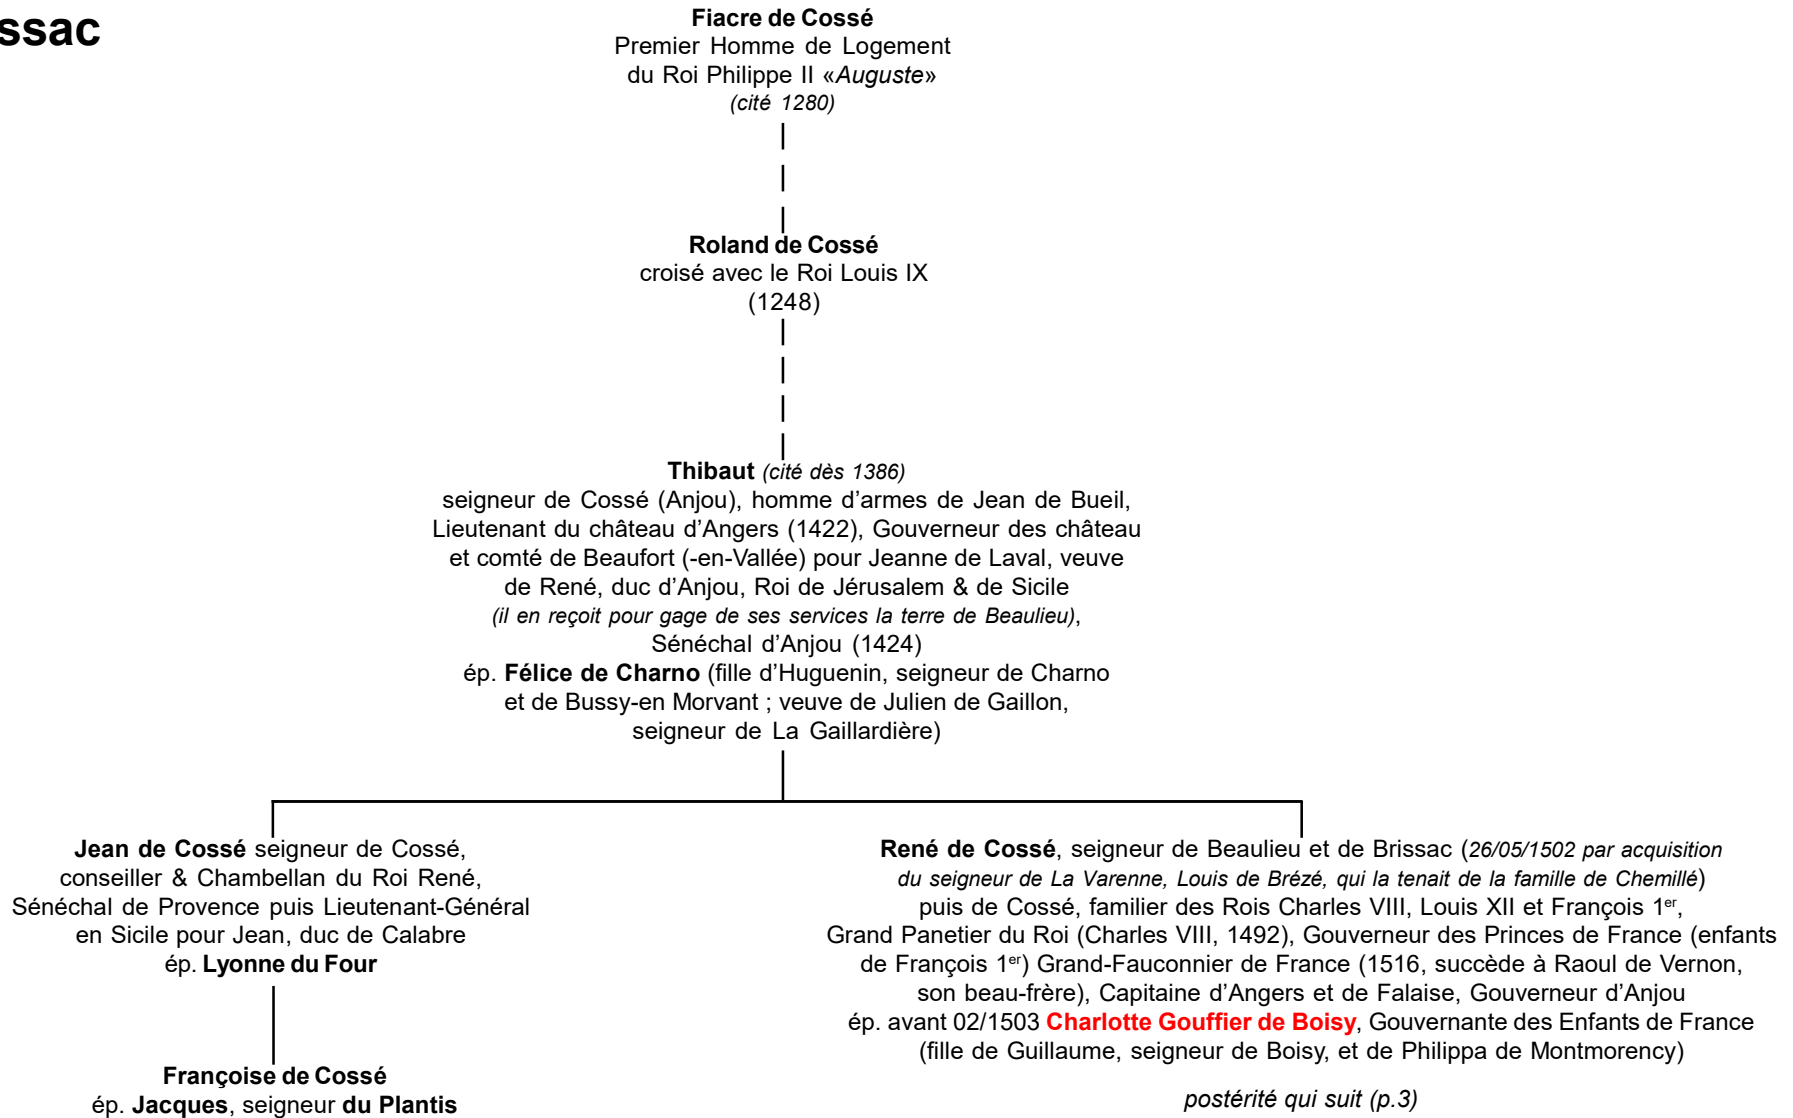 ssac
Fiacre de Cossé
Premier Homme de Logement
du Roi Philippe II «Auguste»
(cité 1280)
Roland de Cossé
croisé avec le Roi Louis IX
(1248)
Thibaut (cité dès 1386)
seigneur de Cossé (Anjou), homme d’armes de Jean de Bueil,
Lieutenant du château d’Angers (1422), Gouverneur des château
et comté de Beaufort (-en-Vallée) pour Jeanne de Laval, veuve
de René, duc d’Anjou, Roi de Jérusalem & de Sicile
(il en reçoit pour gage de ses services la terre de Beaulieu),
Sénéchal d’Anjou (1424)
ép. Félice de Charno (fille d’Huguenin, seigneur de Charno
et de Bussy-en Morvant ; veuve de Julien de Gaillon,
seigneur de La Gaillardière)
Jean de Cossé seigneur de Cossé,
conseiller & Chambellan du Roi René,
Sénéchal de Provence puis Lieutenant-Général
en Sicile pour Jean, duc de Calabre
ép. Lyonne du Four
Françoise de Cossé
ép. Jacques, seigneur du Plantis
René de Cossé, seigneur de Beaulieu et de Brissac (26/05/1502 par acquisition
du seigneur de La Varenne, Louis de Brézé, qui la tenait de la famille de Chemillé)
puis de Cossé, familier des Rois Charles VIII, Louis XII et François 1er,
Grand Panetier du Roi (Charles VIII, 1492), Gouverneur des Princes de France (enfants
de François 1er) Grand-Fauconnier de France (1516, succède à Raoul de Vernon,
son beau-frère), Capitaine d’Angers et de Falaise, Gouverneur d’Anjou
ép. avant 02/1503 Charlotte Gouffier de Boisy, Gouvernante des Enfants de France
(fille de Guillaume, seigneur de Boisy, et de Philippa de Montmorency)
postérité qui suit (p.3)